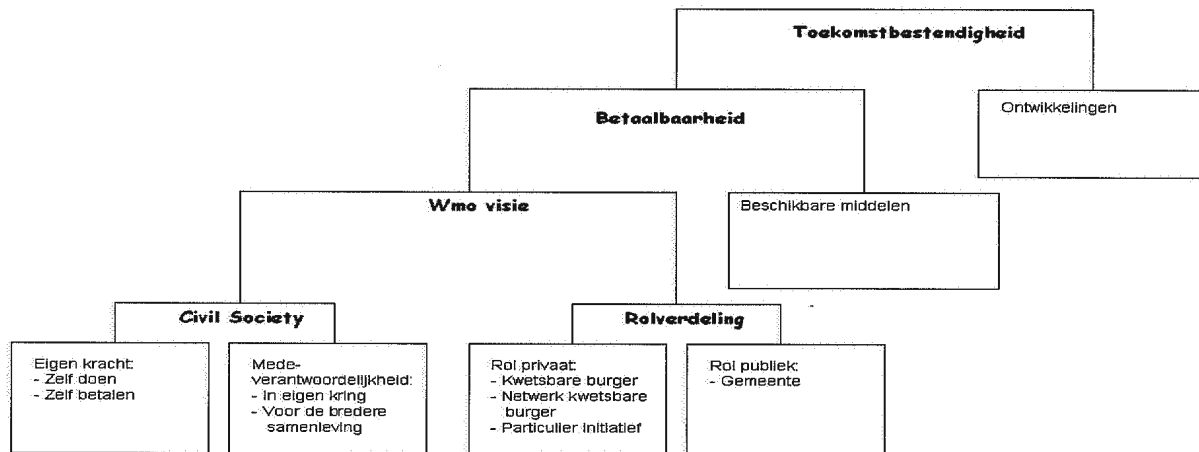 Toekomstbestendigheid
Ontwikkelingen
Betaalbaarheid
Wmo visie
Beschikbare middelen
Civil Society
Rolverdeling
Eigen kracht:
- Zelf doen
- Zelf betalen
Mede-
verantwoordelijkheid:
- In eigen kring
- Voor de bredere
samenleving
Rol privaat:
- Kwetsbare burger
- Netwerk kwetsbare
burger
- Particulier Initiatief
Rol publiek:
- Gemeente